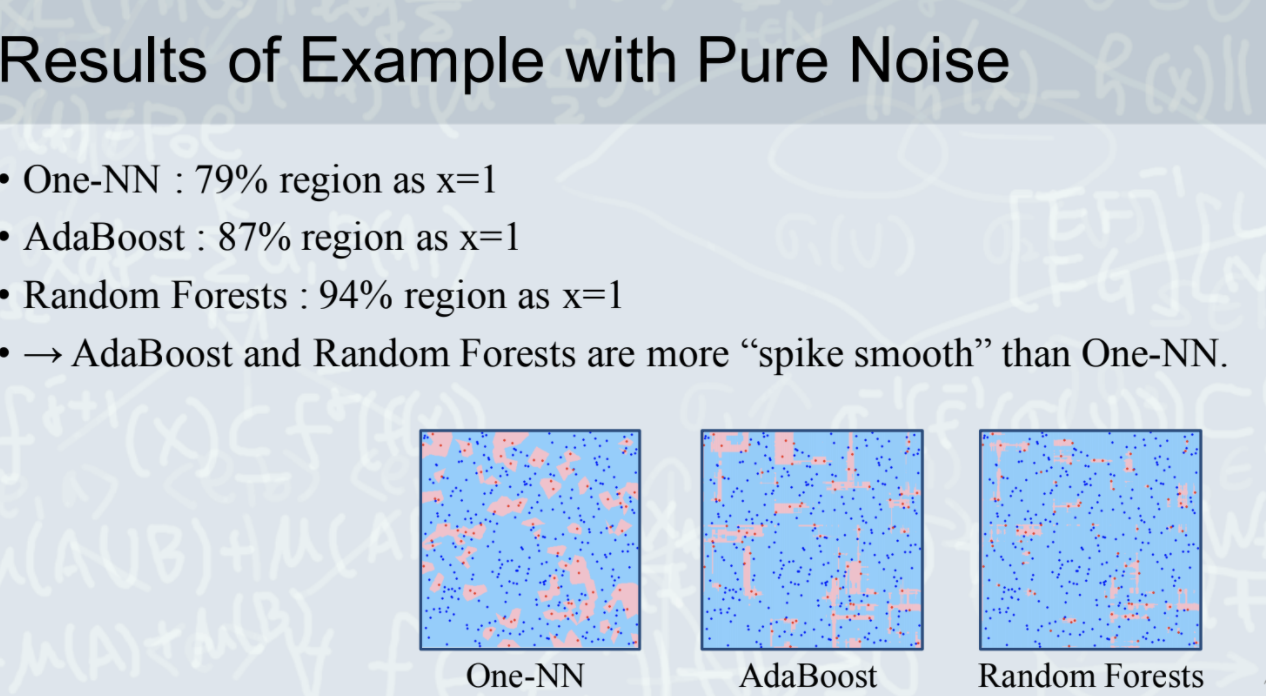 Results of Example with Pure Noise
• One-NN : 79% region as x=1
• AdaBoost : 87% region as x=1
• Random Forests : 94% region as x=1
• → AdaBoost and Random Forests are more “spike smooth” than One-NN.
One-NN AdaBoost Random Forests